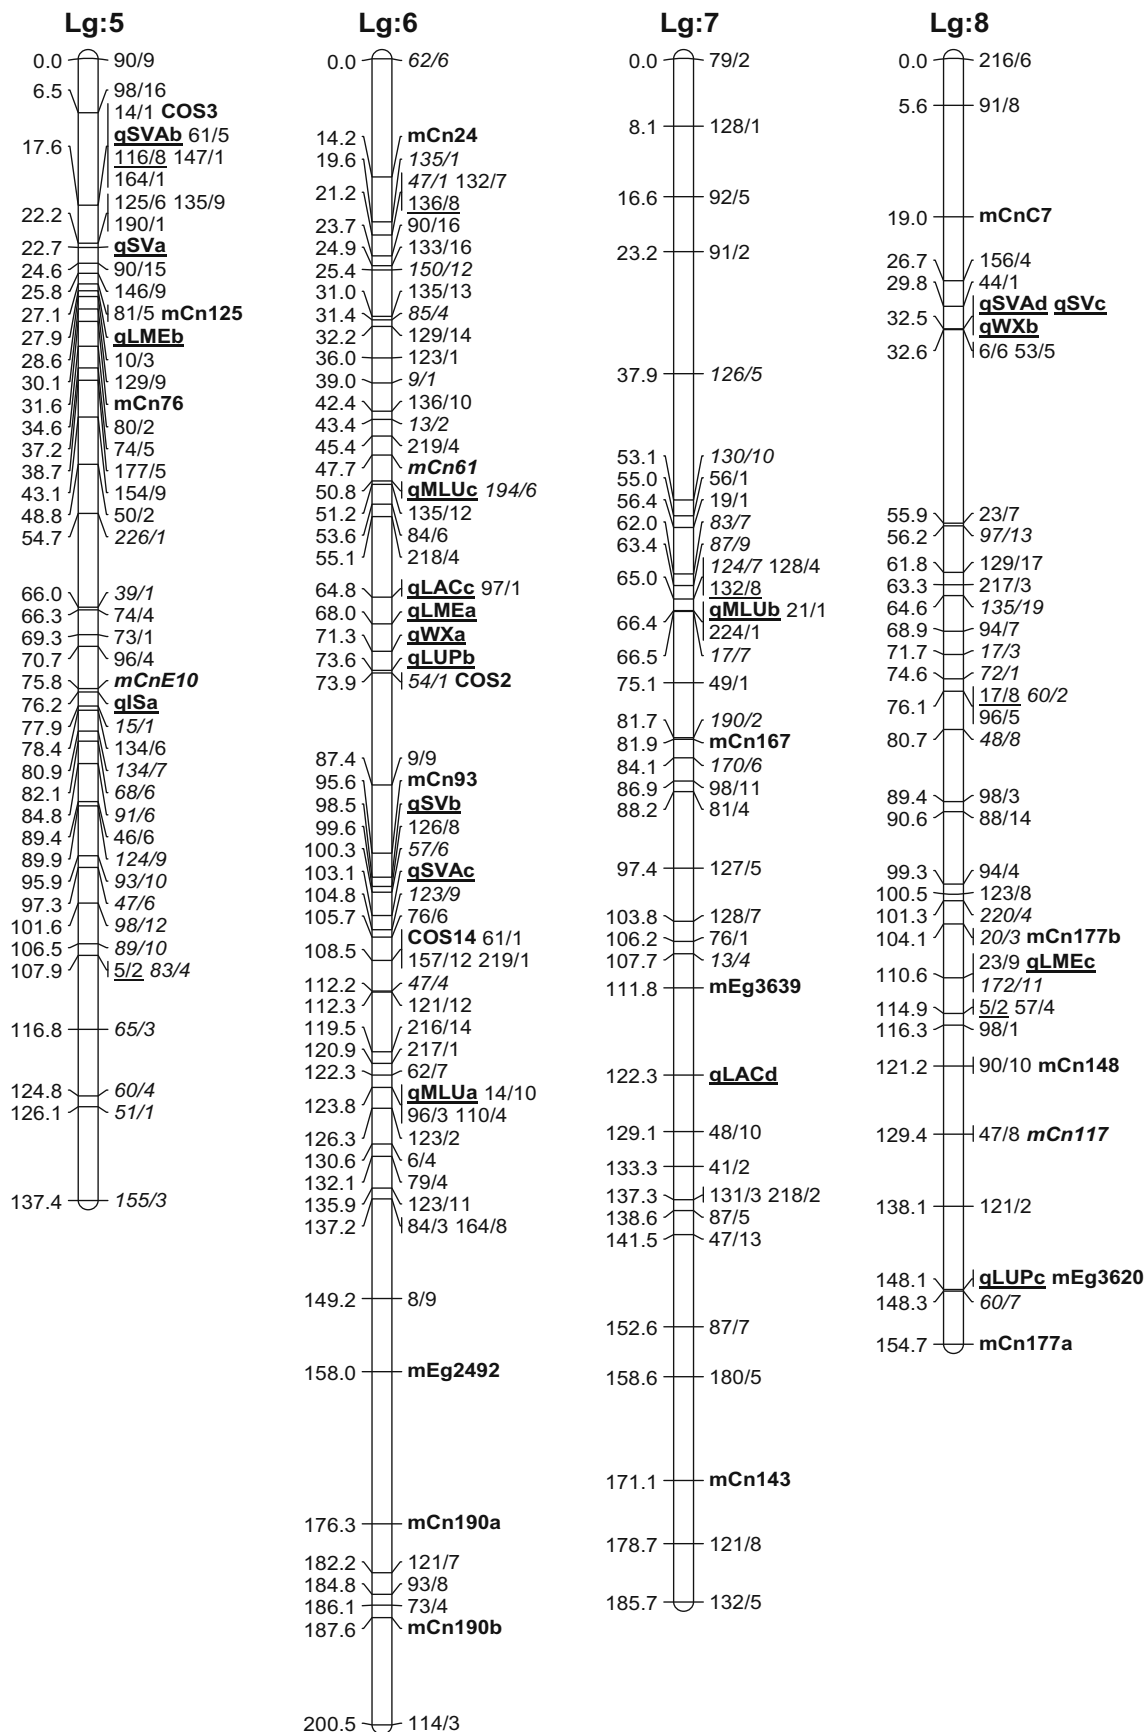 Lg:5
0.0 90/9
6.5 98/16
14/1 COS3
17.6 qSVAb 61/5
116/8 147/1
164/1
125/6 135/9
22.2 190/1
22.7 qSVa
24.6 90/15
25.8 146/9
27.1 81/5 mCn125
27.9 qLMEb
28.6 10/3
30.1 129/9
31.6 mCn76
34.6 80/2
37.2 74/5
38.7 177/5
43.1 154/9
48.8 50/2
54.7 226/1
66.0 39/1
66.3 74/4
69.3 73/1
70.7 96/4
75.8 mCnE10
76.2 qISa
77.9 15/1
78.4 134/6
80.9 134/7
82.1 68/6
84.8 91/6
89.4 46/6
89.9 124/9
95.9 93/10
97.3 47/6
101.6 98/12
106.5 89/10
107.9 5/2 83/4
116.8 65/3
124.8 60/4
126.1 51/1
137.4 155/3
Lg:6
0.0 62/6
14.2 mCn24
19.6 135/1
47/1 132/7
21.2 136/8
23.7 90/16
24.9 133/16
25.4 150/12
31.0 135/13
31.4 85/4
32.2 129/14
36.0 123/1
39.0 9/1
42.4 136/10
43.4 13/2
45.4 219/4
47.7 mCn61
50.8 qMLUc 194/6
51.2 135/12
53.6 84/6
55.1 218/4
64.8 qLACc 97/1
68.0 qLMEa
71.3 qWXa
73.6 qLUPb
73.9 54/1 COS2
87.4 9/9
95.6 mCn93
98.5 qSVb
99.6 126/8
100.3 57/6
103.1 qSVAc
104.8 123/9
105.7 76/6
COS14 61/1
108.5 157/12 219/1
112.2 47/4
112.3 121/12
119.5 216/14
120.9 217/1
122.3 62/7
123.8 qMLUa 14/10
96/3 110/4
126.3 123/2
130.6 6/4
132.1 79/4
135.9 123/11
137.2 84/3 164/8
149.2 8/9
158.0 mEg2492
176.3 mCn190a
182.2 121/7
184.8 93/8
186.1 73/4
187.6 mCn190b
200.5 114/3
Lg:7
0.0 79/2
8.1 128/1
16.6 92/5
23.2 91/2
37.9 126/5
53.1 130/10
55.0 56/1
56.4 19/1
62.0 83/7
63.4 87/9
124/7 128/4
65.0 132/8
qMLUb 21/1
66.4 224/1
66.5 17/7
75.1 49/1
81.7 190/2
81.9 mCn167
84.1 170/6
86.9 98/11
88.2 81/4
97.4 127/5
103.8 128/7
106.2 76/1
107.7 13/4
111.8 mEg3639
122.3 qLACd
129.1 48/10
133.3 41/2
137.3 131/3 218/2
138.6 87/5
141.5 47/13
152.6 87/7
158.6 180/5
171.1 mCn143
178.7 121/8
185.7 132/5
Lg:8
0.0 216/6
5.6 91/8
19.0 mCnC7
26.7 156/4
29.8 44/1
qSVAd qSVc
32.5 qWXb
32.6 6/6 53/5
55.9 23/7
56.2 97/13
61.8 129/17
63.3 217/3
64.6 135/19
68.9 94/7
71.7 17/3
74.6 72/1
76.1 17/8 60/2
96/5
80.7 48/8
89.4 98/3
90.6 88/14
99.3 94/4
100.5 123/8
101.3 220/4
104.1 20/3 mCn177b
23/9 qLMEc
110.6 172/11
114.9 5/2 57/4
116.3 98/1
121.2 90/10 mCn148
129.4 47/8 mCn117
138.1 121/2
148.1 qLUPc mEg3620
148.3 60/7
154.7 mCn177a